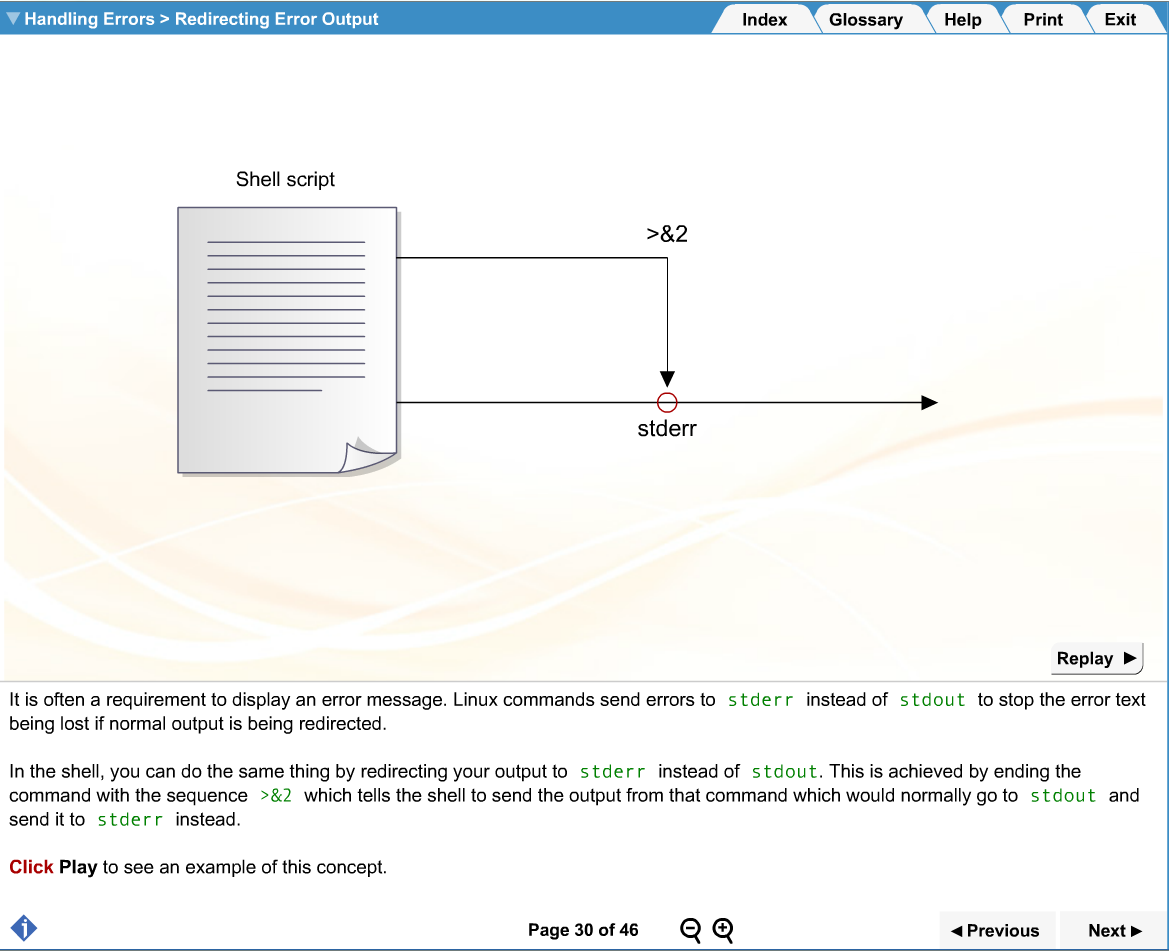 Handling Errors > Redirecting Error Output
Index
Glossary
Help
Print
Exit
Shell script
>&2
stderr
Replay
It is often a requirement to display an error message. Linux commands send errors to stderr instead of stdout to stop the error text
being lost if normal output is being redirected.
In the shell, you can do the same thing by redirecting your output to stderr instead of stdout. This is achieved by ending the
command with the sequence >&2 which tells the shell to send the output from that command which would normally go to stdout and
send it to stderr instead.
Click Play to see an example of this concept.
i
Page 30 of 46
Previous
Next